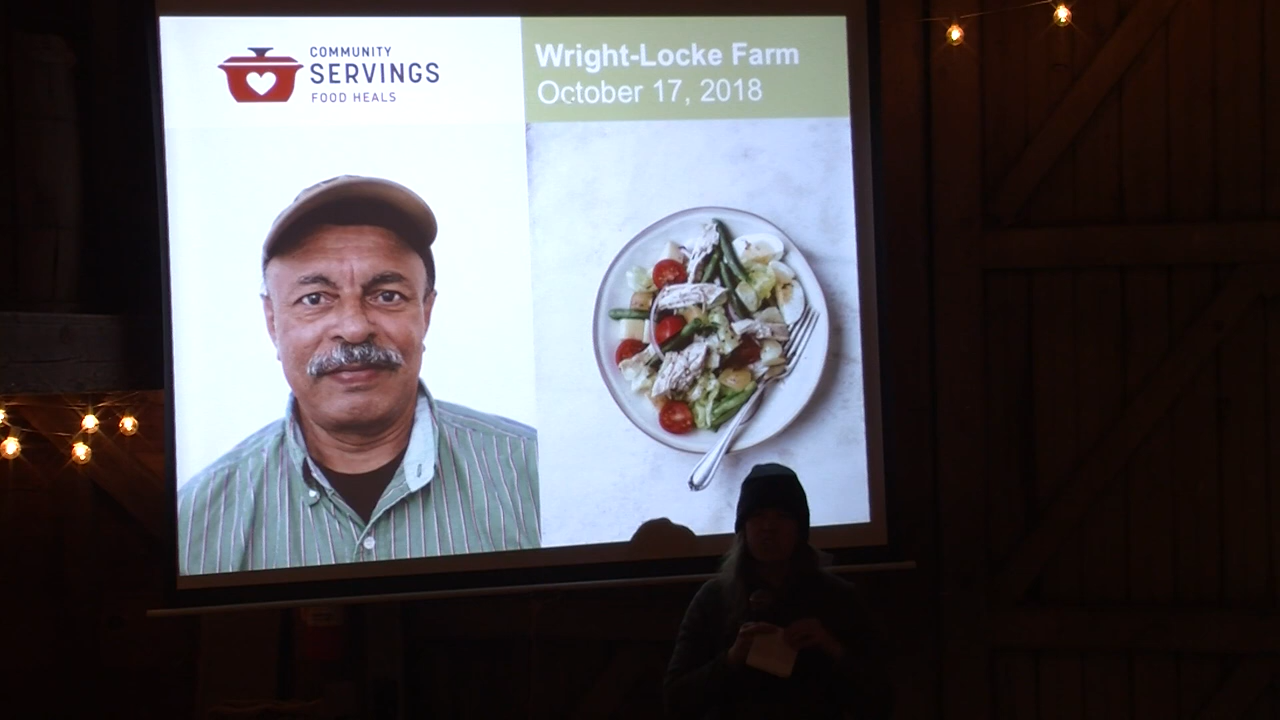 COMMUNITY
SERVINGS
FOOD HEALS
Wright-Locke Farm
October 17, 2018